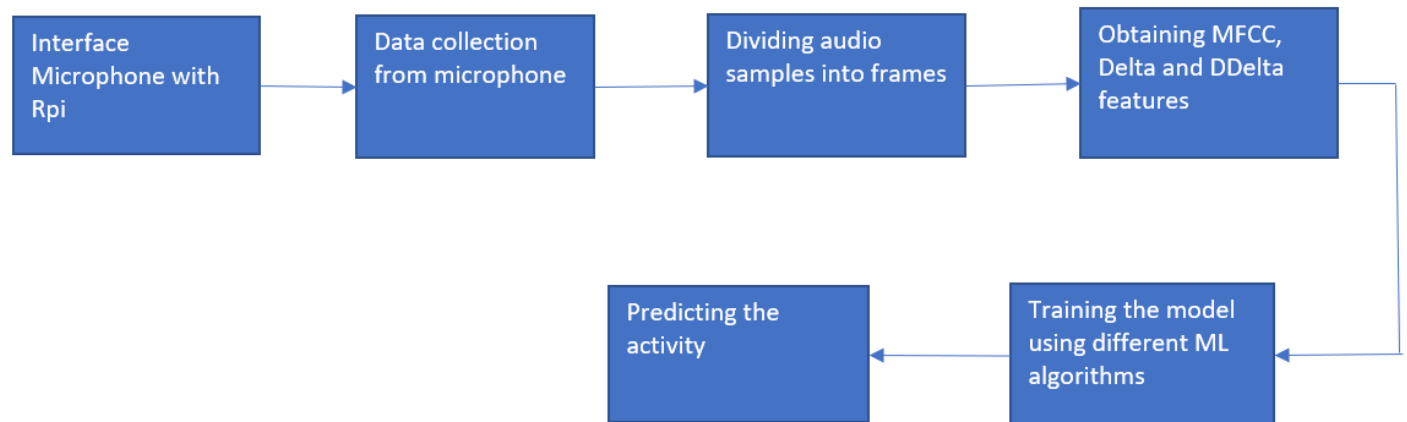 Interface
Microphone with
Rpi
Data collection
from microphone
Dividing audio
samples into frames
Obtaining MFCC,
Delta and DDelta
features
Training the model
using different ML
algorithms
Predicting the
activity